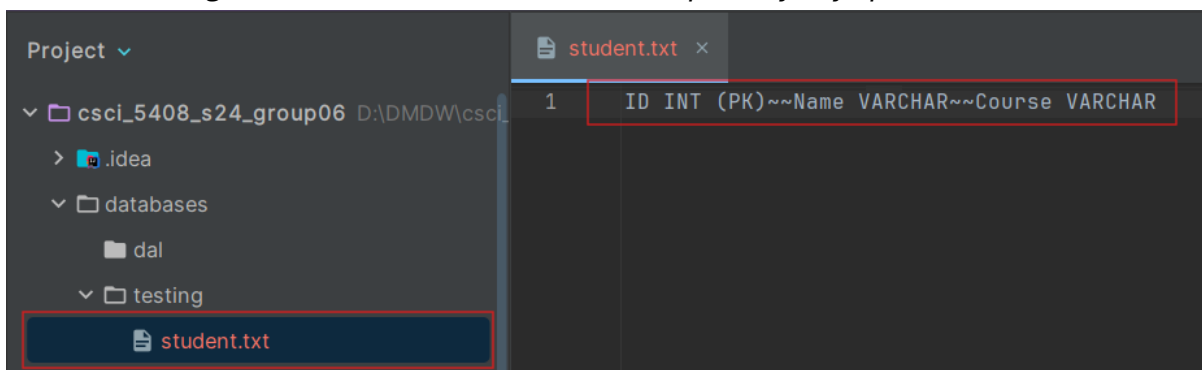 Project
csci_5408_s24_group06 D:\DMDW\csci_
.idea
databases
dal
testing
student.txt
student.txt ×
1 ID INT (PK)~~Name VARCHAR~~Course VARCHAR